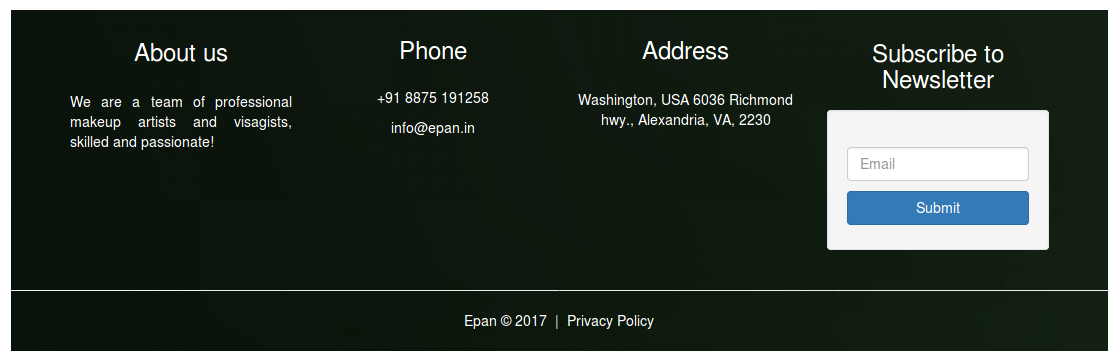 About us
We are a team of professional
makeup artists and visagists,
skilled and passionate!
Phone
+91 8875 191258
info@epan.in
Address
Washington, USA 6036 Richmond
hwy., Alexandria, VA, 2230
Subscribe to
Newsletter
Email
Submit
Epan © 2017 | Privacy Policy